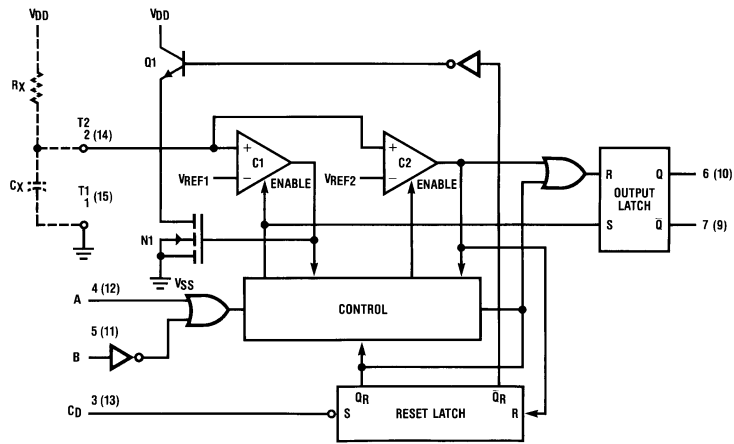 VDD
VDD
Q1
RX
T2
2 (14)
CX
T1
1 (15)
+
C1
−
VREF1
ENABLE
+
C2
−
VREF2
ENABLE
R
Q
6 (10)
OUTPUT
LATCH
S
Q̅
7 (9)
N1
VSS
4 (12)
A
5 (11)
B
CONTROL
3 (13)
CD
QR
Q̅R
S
RESET LATCH
R